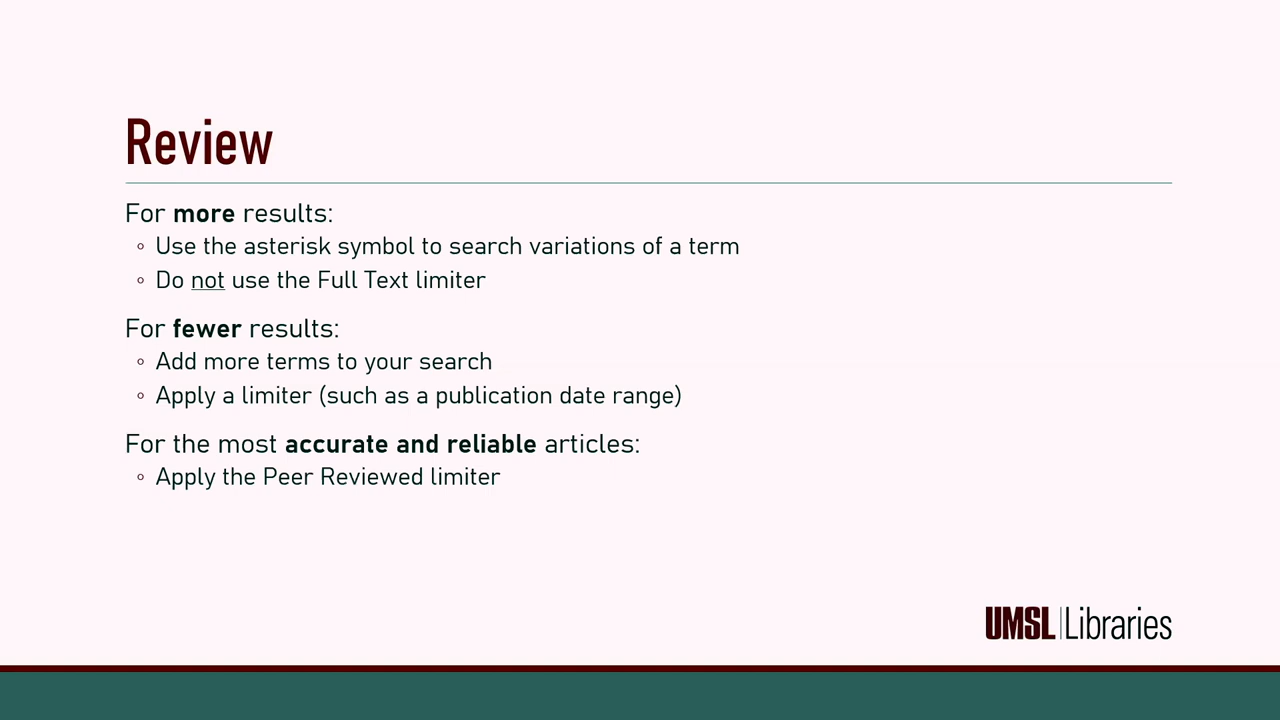 Review
For more results:
◦ Use the asterisk symbol to search variations of a term
◦ Do not use the Full Text limiter
For fewer results:
◦ Add more terms to your search
◦ Apply a limiter (such as a publication date range)
For the most accurate and reliable articles:
◦ Apply the Peer Reviewed limiter
UMSL | Libraries